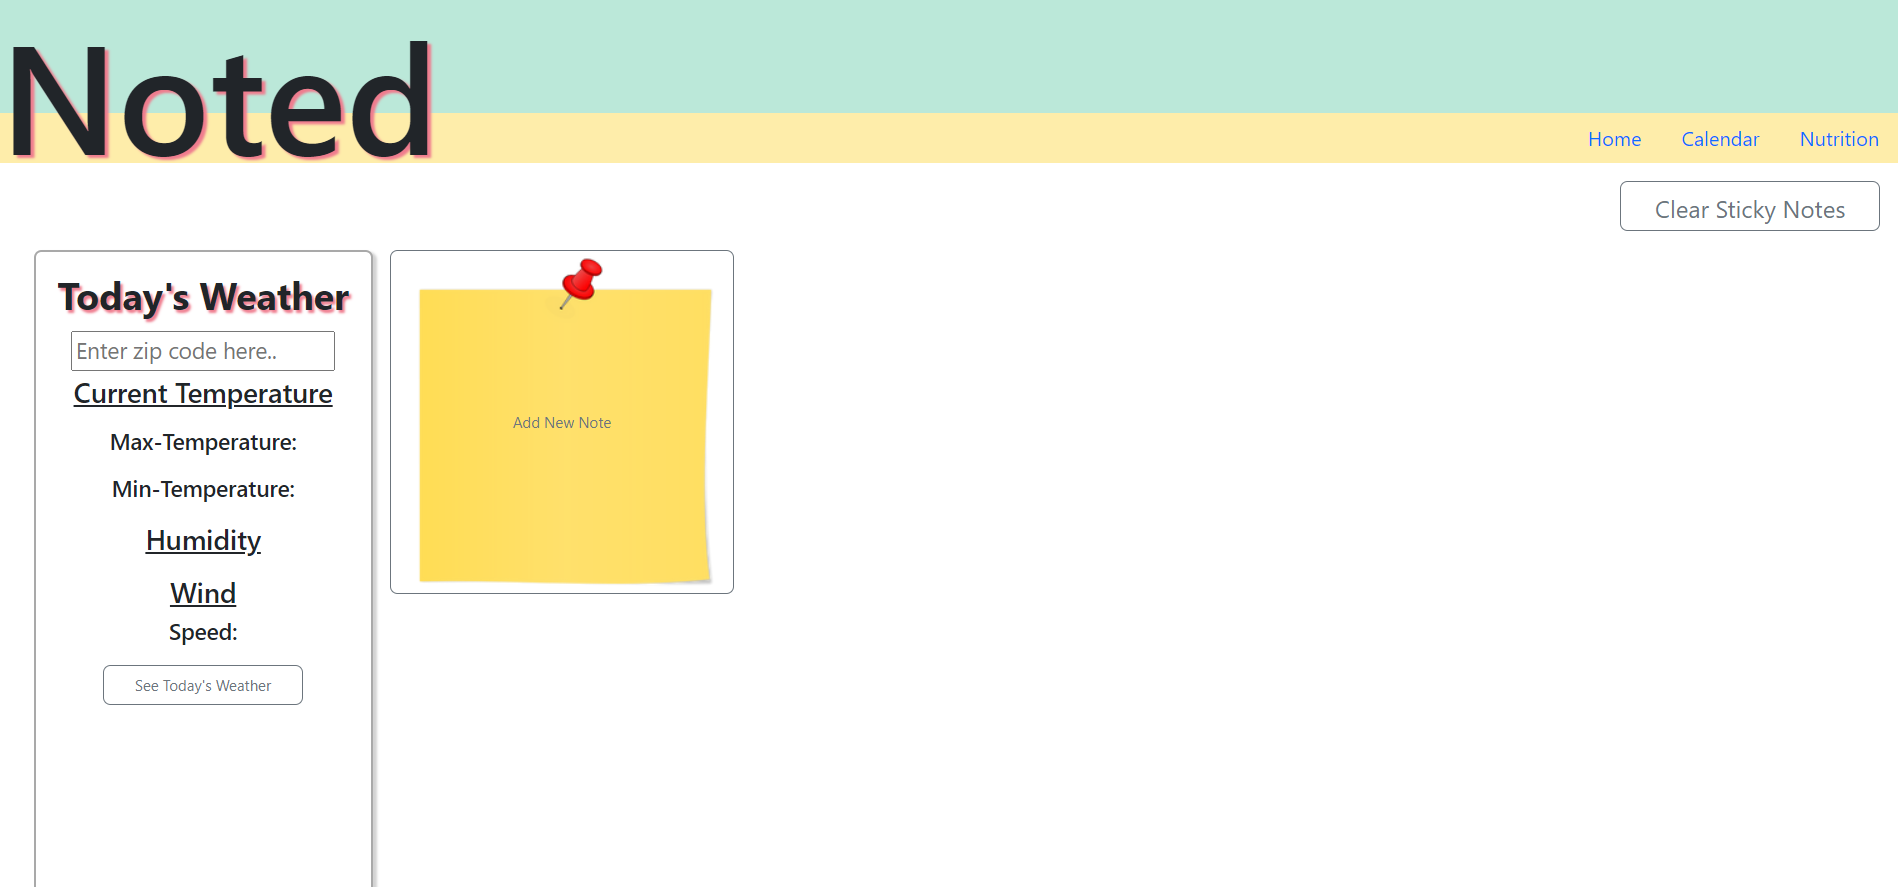 Noted
Home Calendar Nutrition
Clear Sticky Notes
Today's Weather
Enter zip code here..
Current Temperature
Max-Temperature:
Min-Temperature:
Humidity
Wind
Speed:
See Today's Weather
Add New Note